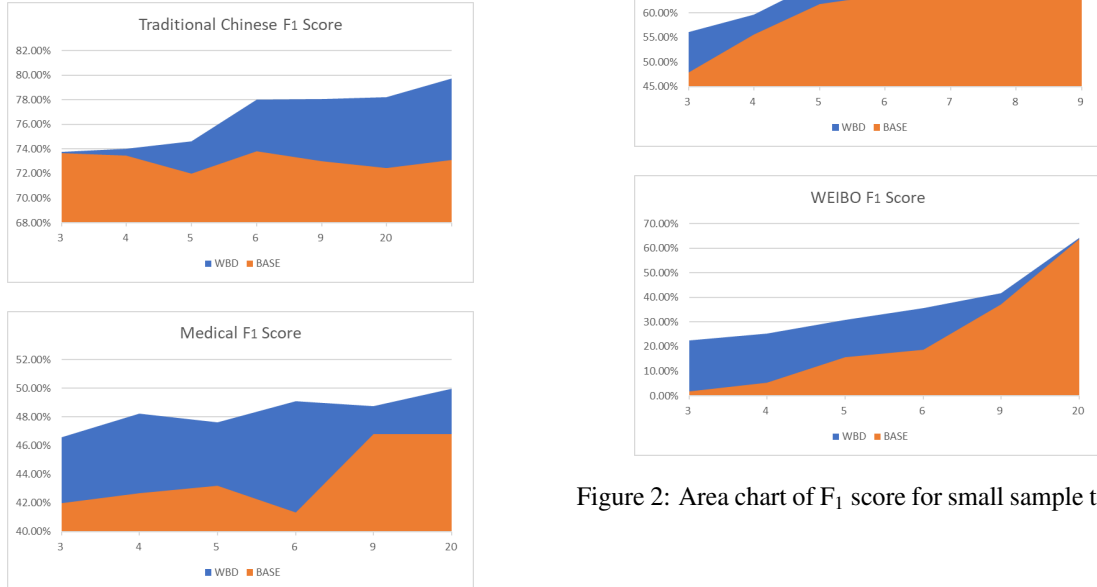 Traditional Chinese F1 Score
82.00%
80.00%
78.00%
76.00%
74.00%
72.00%
70.00%
68.00%
3 4 5 6 9 20
WBD BASE
Medical F1 Score
52.00%
50.00%
48.00%
46.00%
44.00%
42.00%
40.00%
3 4 5 6 9 20
WBD BASE
60.00%
55.00%
50.00%
45.00%
3 4 5 6 7 8 9
WBD BASE
WEIBO F1 Score
70.00%
60.00%
50.00%
40.00%
30.00%
20.00%
10.00%
0.00%
3 4 5 6 9 20
WBD BASE
Figure 2: Area chart of F₁ score for small sample t